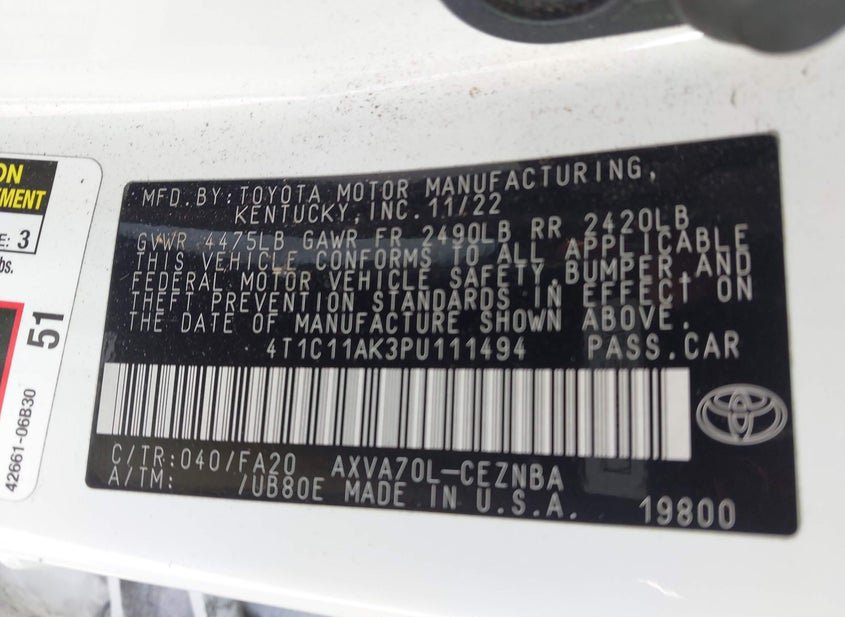 ON
TEMENT
E: 3
bs.
51
42661-06B30
MFD. BY: TOYOTA MOTOR MANUFACTURING,
KENTUCKY, INC. 11/22
GVWR 4475LB GAWR FR 2490LB RR 2420LB
THIS VEHICLE CONFORMS TO ALL APPLICABLE
FEDERAL MOTOR VEHICLE SAFETY, BUMPER, AND
THEFT PREVENTION STANDARDS IN EFFECT ON
THE DATE OF MANUFACTURE SHOWN ABOVE.
4T1C11AK3PU111494 PASS.CAR
C/TR:040/FA20 AXVA70L-CEZNBA
A/TM: /UB80E MADE IN U.S.A. 19800